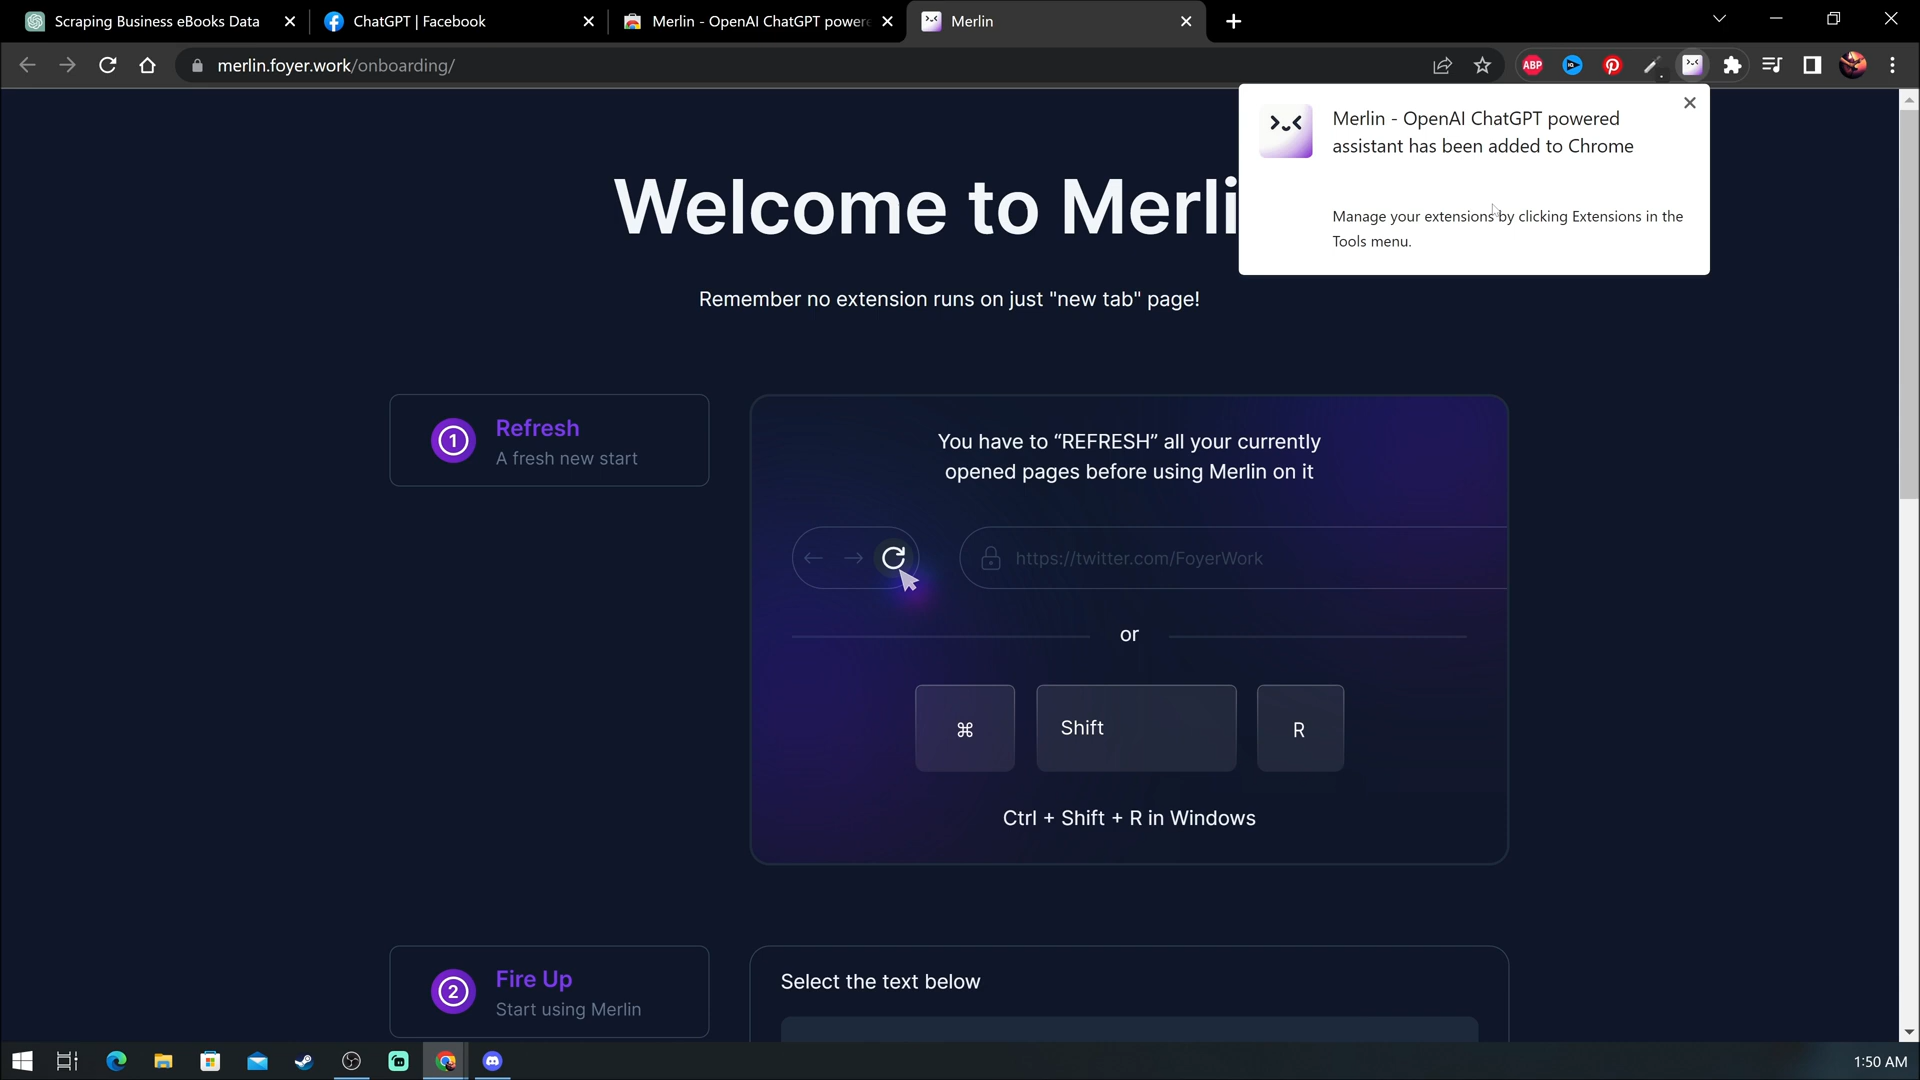 Scraping Business eBooks Data
ChatGPT | Facebook
Merlin - OpenAI ChatGPT powere
Merlin
merlin.foyer.work/onboarding/
ABP
Merlin - OpenAI ChatGPT powered
assistant has been added to Chrome
Manage your extensions by clicking Extensions in the
Tools menu.
Welcome to Merli
Remember no extension runs on just "new tab" page!
1
Refresh
A fresh new start
You have to “REFRESH” all your currently
opened pages before using Merlin on it
https://twitter.com/FoyerWork
or
⌘ Shift R
Ctrl + Shift + R in Windows
2
Fire Up
Start using Merlin
Select the text below
1:50 AM